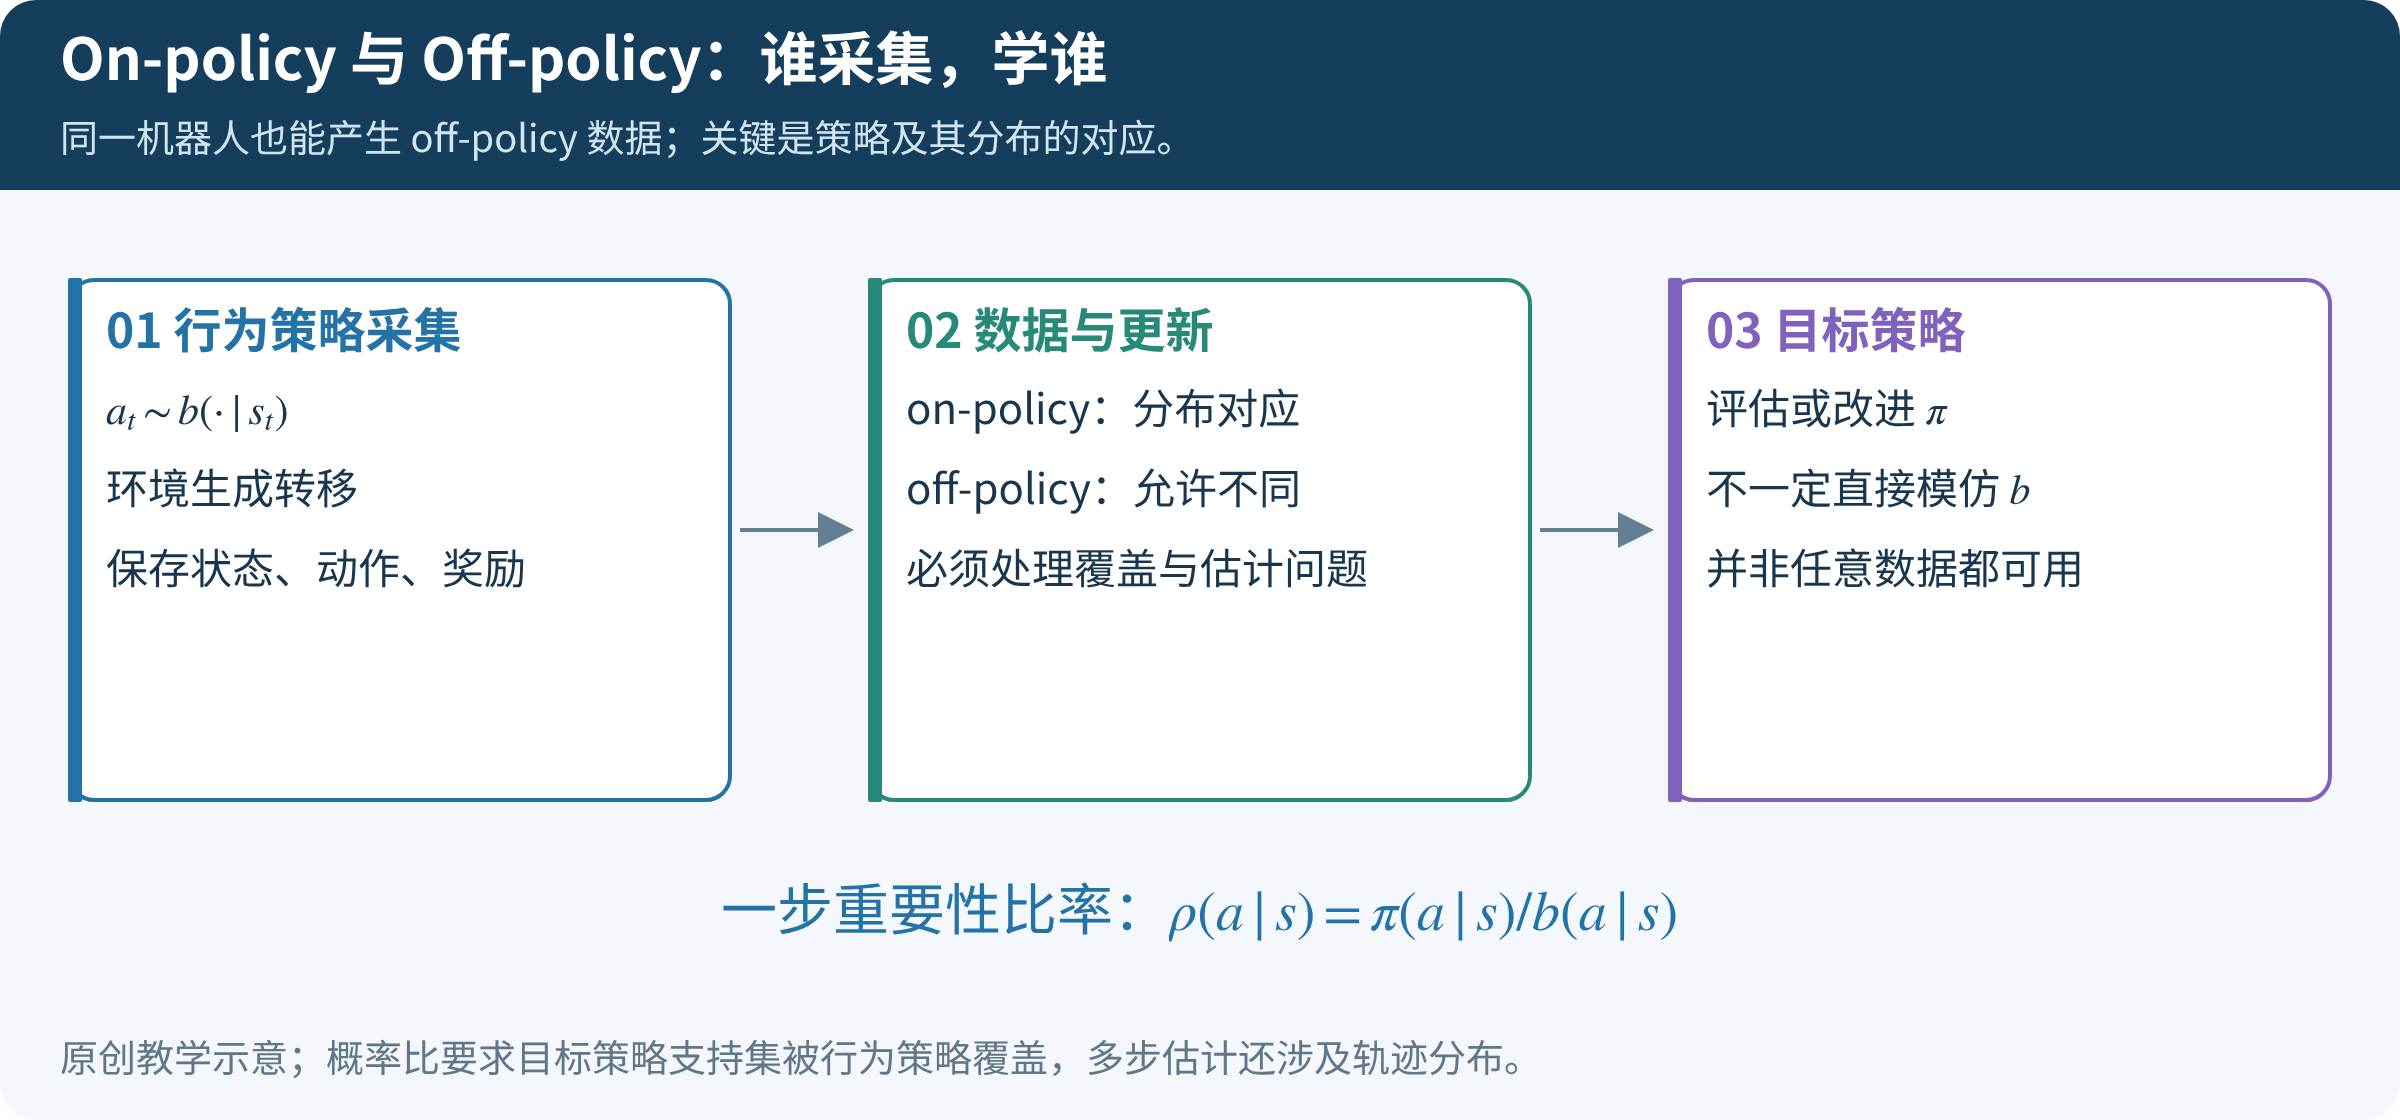 On-policy 与 Off-policy：谁采集，学谁
同一机器人也能产生 off-policy 数据；关键是策略及其分布的对应。
01 行为策略采集
a_t ~ b(· | s_t)
环境生成转移
保存状态、动作、奖励
02 数据与更新
on-policy：分布对应
off-policy：允许不同
必须处理覆盖与估计问题
03 目标策略
评估或改进 π
不一定直接模仿 b
并非任意数据都可用
一步重要性比率：ρ(a | s) = π(a | s)/b(a | s)
原创教学示意；概率比要求目标策略支持集被行为策略覆盖，多步估计还涉及轨迹分布。